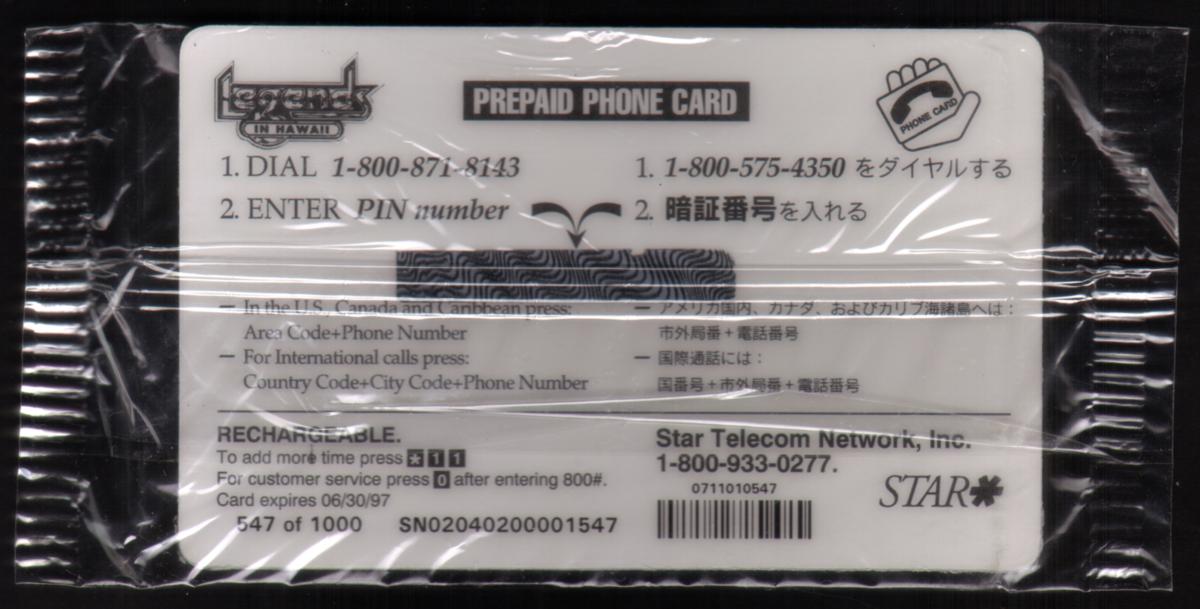 Legends
IN HAWAII
PREPAID PHONE CARD
PHONE CARD
1. DIAL 1-800-871-8143
2. ENTER PIN number
1. 1-800-575-4350 をダイヤルする
2. 暗証番号を入れる
– In the U.S., Canada and Caribbean press:
Area Code+Phone Number
– For International calls press:
Country Code+City Code+Phone Number
– アメリカ国内、カナダ、およびカリブ海諸島へは：
市外局番+電話番号
– 国際通話には：
国番号+市外局番+電話番号
RECHARGEABLE.
To add more time press * 1 1
For customer service press 0 after entering 800#.
Card expires 06/30/97
547 of 1000 SN02040200001547
Star Telecom Network, Inc.
1-800-933-0277.
0711010547
STAR*